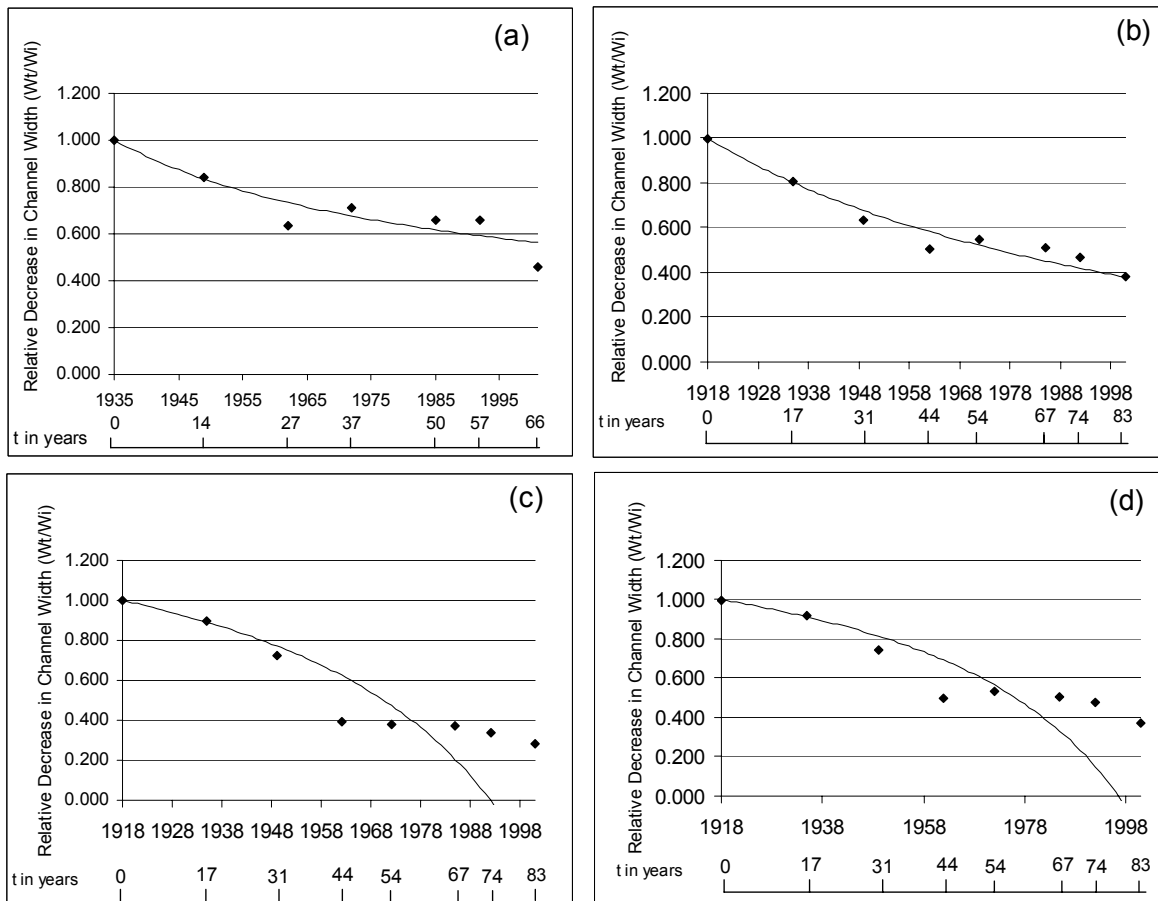 (a)
Relative Decrease in Channel Width (Wt/Wi)
1.200
1.000
0.800
0.600
0.400
0.200
0.000
1935 1945 1955 1965 1975 1985 1995
0 14 27 37 50 57 66
t in years
(b)
Relative Decrease in Channel Width (Wt/Wi)
1.200
1.000
0.800
0.600
0.400
0.200
0.000
1918 1928 1938 1948 1958 1968 1978 1988 1998
0 17 31 44 54 67 74 83
t in years
(c)
Relative Decrease in Channel Width (Wt/Wi)
1.200
1.000
0.800
0.600
0.400
0.200
0.000
1918 1928 1938 1948 1958 1968 1978 1988 1998
0 17 31 44 54 67 74 83
t in years
(d)
Relative Decrease in Channel Width (Wt/Wi)
1.200
1.000
0.800
0.600
0.400
0.200
0.000
1918 1938 1958 1978 1998
0 17 31 44 54 67 74 83
t in years